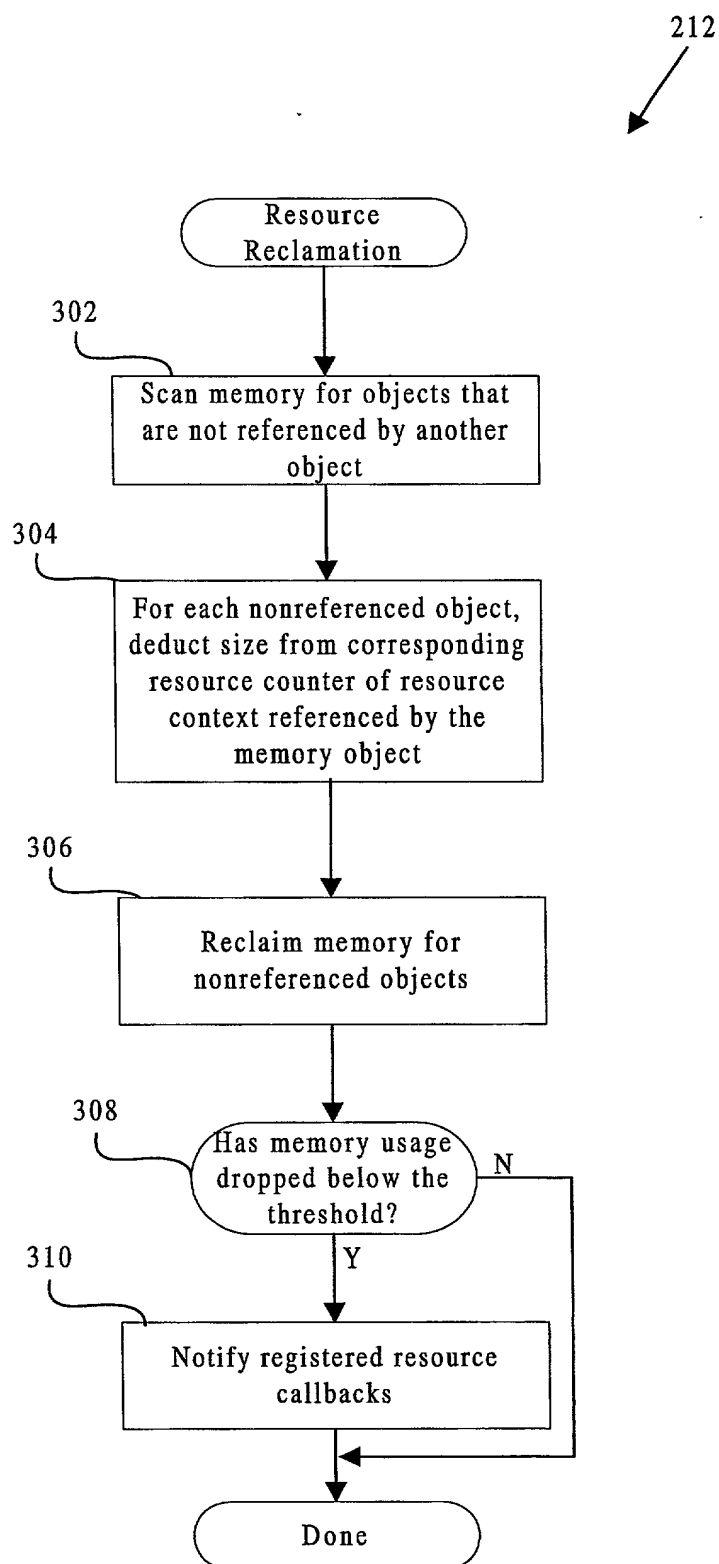 212
Resource
Reclamation
302
Scan memory for objects that
are not referenced by another
object
304
For each nonreferenced object,
deduct size from corresponding
resource counter of resource
context referenced by the
memory object
306
Reclaim memory for
nonreferenced objects
308
Has memory usage
dropped below the
threshold?
N
Y
310
Notify registered resource
callbacks
Done